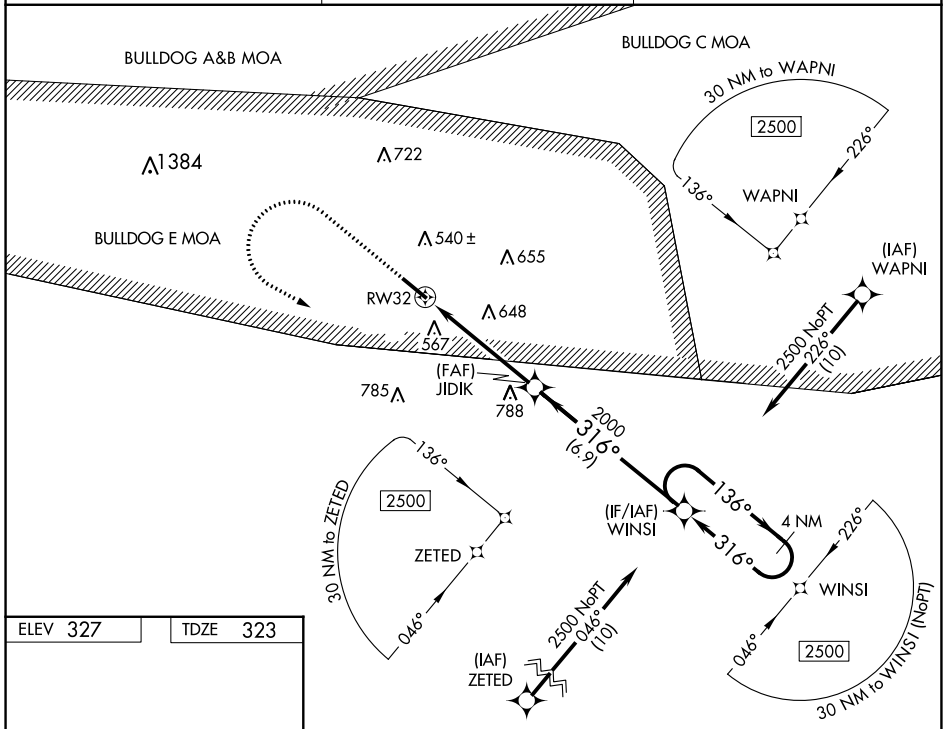 BULLDOG A&B MOA
BULLDOG C MOA
30 NM to WAPNI
2500
226°
136°
WAPNI
1384
722
BULLDOG E MOA
540 ±
655
(IAF)
WAPNI
RW32
648
567
2500 NoPT
226°
(10)
(FAF)
JIDIK
785
788
2000
316°
(6.9)
30 NM to ZETED
136°
2500
ZETED
046°
(IF/IAF)
WINSI
136°
316°
4 NM
226°
WINSI
046°
2500
30 NM to WINSI (NoPT)
2500 NoPT
046°
(10)
(IAF)
ZETED
ELEV 327
TDZE 323